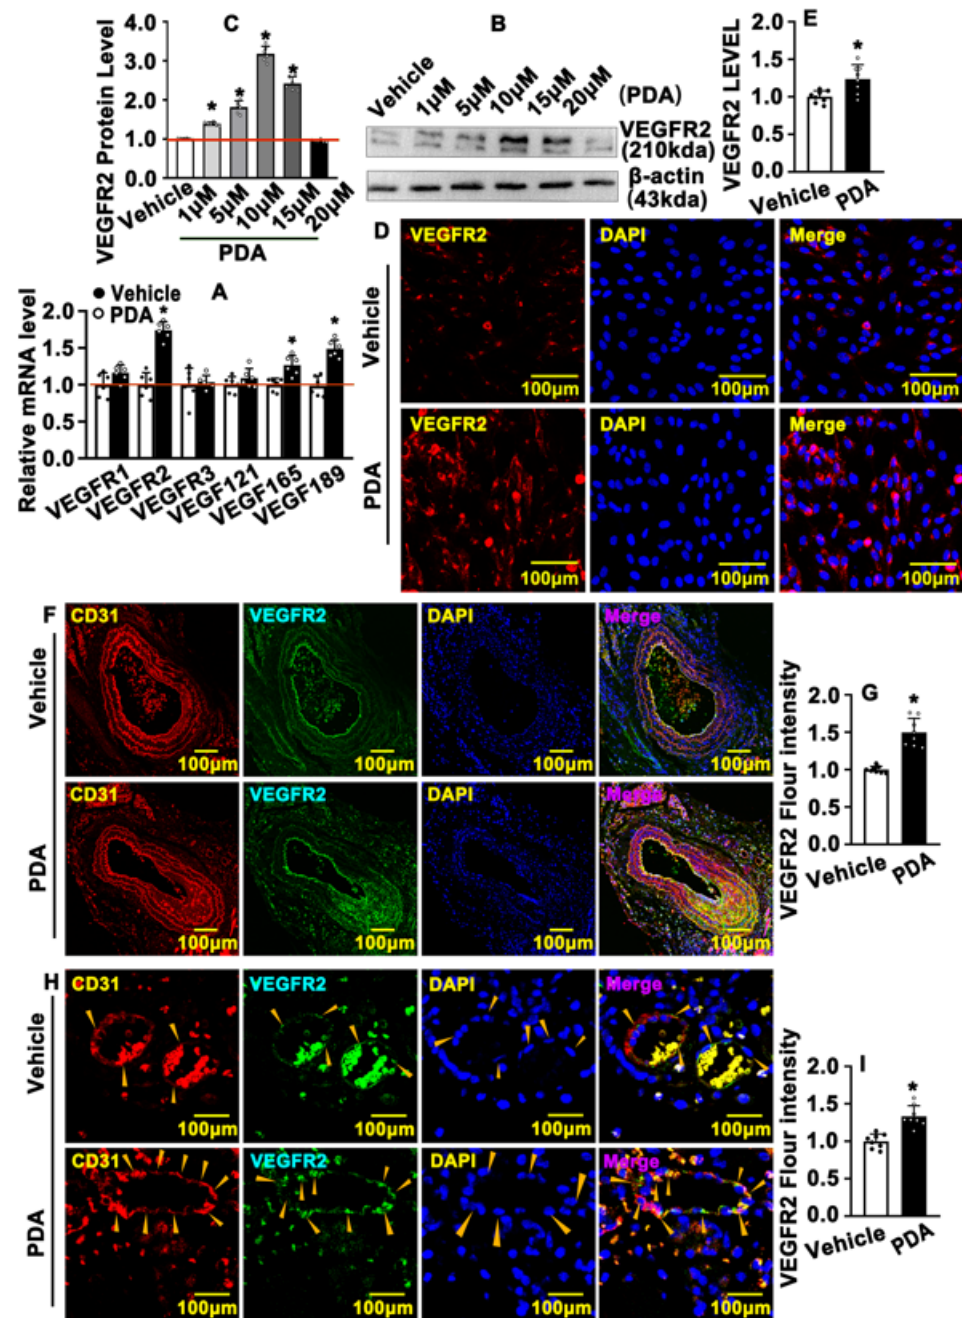 C
VEGFR2 Protein Level
4.0
3.0
2.0
1.0
0.0
*
*
*
*
Vehicle
1μM
5μM
10μM
15μM
20μM
PDA
B
Vehicle
1μM
5μM
10μM
15μM
20μM
(PDA)
VEGFR2
(210kda)
β-actin
(43kda)
E
VEGFR2 LEVEL
2.0
1.5
1.0
0.5
0.0
*
Vehicle
PDA
A
Vehicle
PDA
Relative mRNA level
2.0
1.5
1.0
0.5
0.0
*
*
*
VEGFR1
VEGFR2
VEGFR3
VEGF121
VEGF165
VEGF189
D
Vehicle
VEGFR2
DAPI
Merge
100μm
100μm
100μm
PDA
VEGFR2
DAPI
Merge
100μm
100μm
100μm
F
Vehicle
CD31
VEGFR2
DAPI
Merge
100μm
100μm
100μm
100μm
PDA
CD31
VEGFR2
DAPI
Merge
100μm
100μm
100μm
100μm
G
VEGFR2 Flour intensity
2.0
1.5
1.0
0.5
0.0
*
Vehicle
PDA
H
Vehicle
CD31
VEGFR2
DAPI
Merge
100μm
100μm
100μm
100μm
PDA
CD31
VEGFR2
DAPI
Merge
100μm
100μm
100μm
100μm
I
VEGFR2 Flour intensity
2.0
1.5
1.0
0.5
0.0
*
Vehicle
PDA